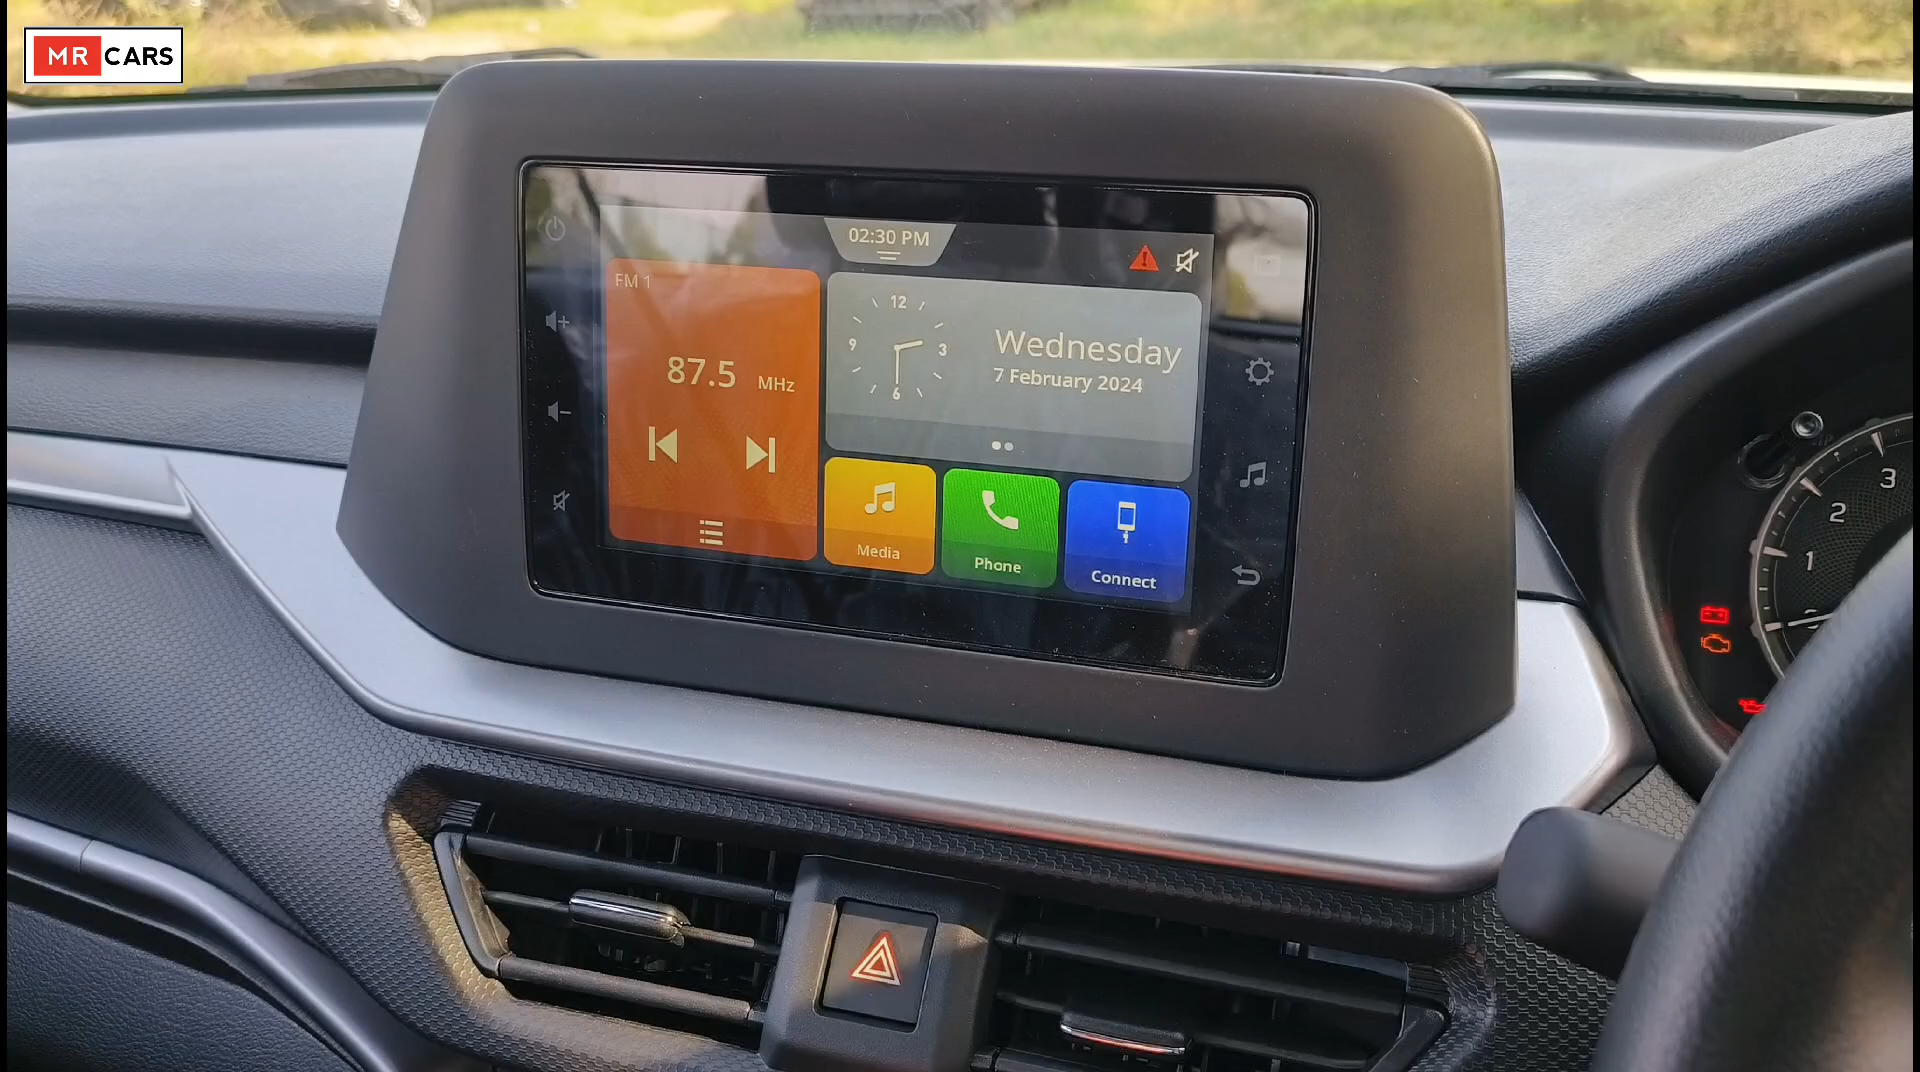 MR CARS
02:30 PM
FM 1
87.5 MHz
12
9
3
6
Wednesday
7 February 2024
Media
Phone
Connect
3
2
1